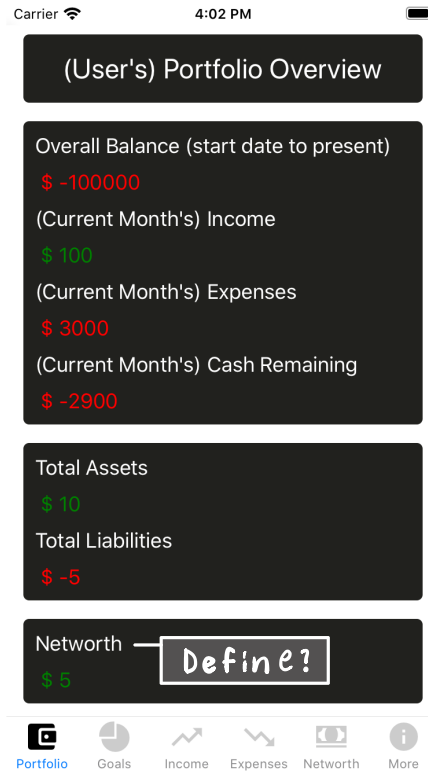 Carrier 4:02 PM
(User's) Portfolio Overview
Overall Balance (start date to present)
$ -100000
(Current Month's) Income
$ 100
(Current Month's) Expenses
$ 3000
(Current Month's) Cash Remaining
$ -2900
Total Assets
$ 10
Total Liabilities
$ -5
Networth Define?
$ 5
Portfolio Goals Income Expenses Networth More